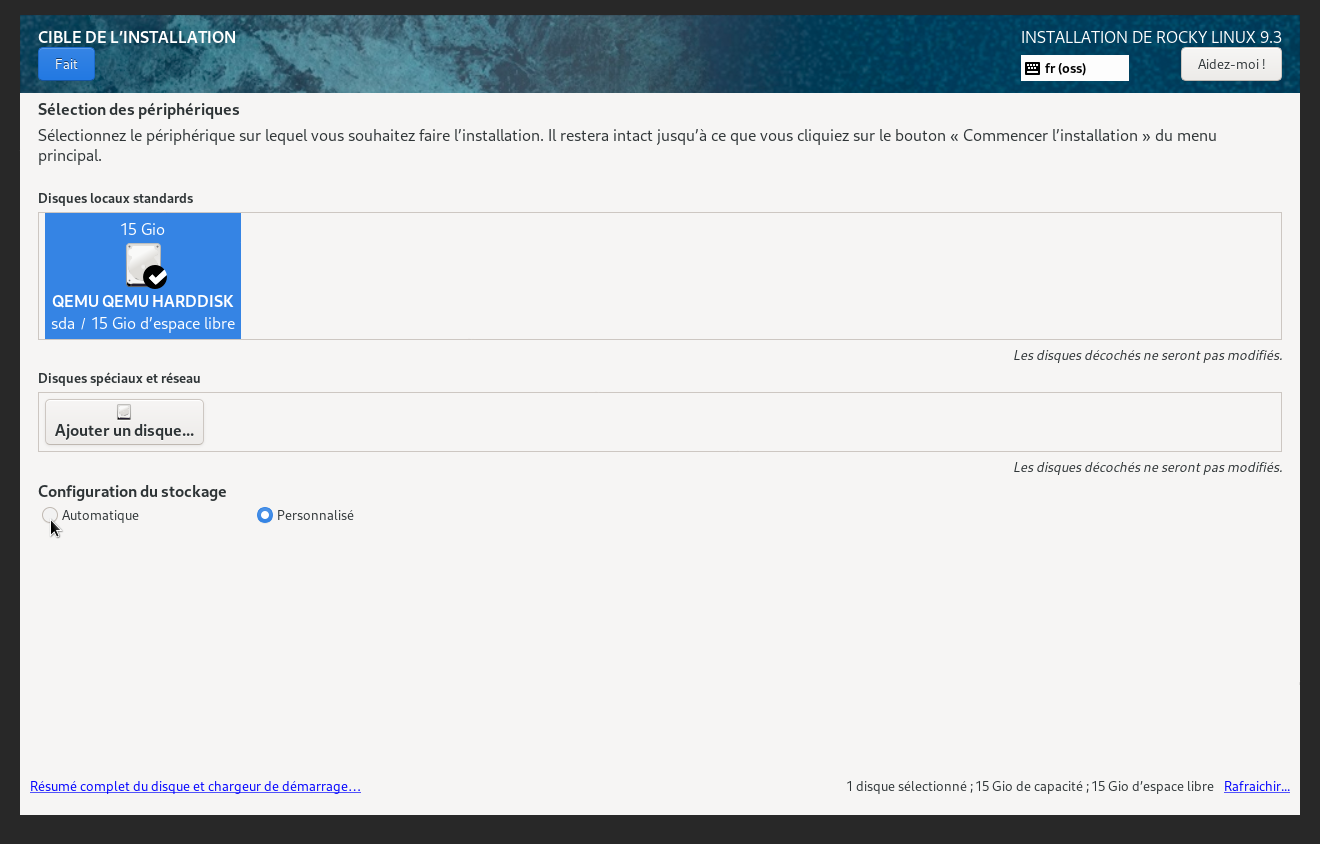 CIBLE DE L’INSTALLATION
INSTALLATION DE ROCKY LINUX 9.3
Fait
fr (oss)
Aidez-moi !
Sélection des périphériques
Sélectionnez le périphérique sur lequel vous souhaitez faire l’installation. Il restera intact jusqu’à ce que vous cliquiez sur le bouton « Commencer l’installation » du menu
principal.
Disques locaux standards
15 Gio
QEMU QEMU HARDDISK
sda / 15 Gio d’espace libre
Les disques décochés ne seront pas modifiés.
Disques spéciaux et réseau
Ajouter un disque...
Les disques décochés ne seront pas modifiés.
Configuration du stockage
Automatique
Personnalisé
Résumé complet du disque et chargeur de démarrage…
1 disque sélectionné ; 15 Gio de capacité ; 15 Gio d’espace libre
Rafraichir...